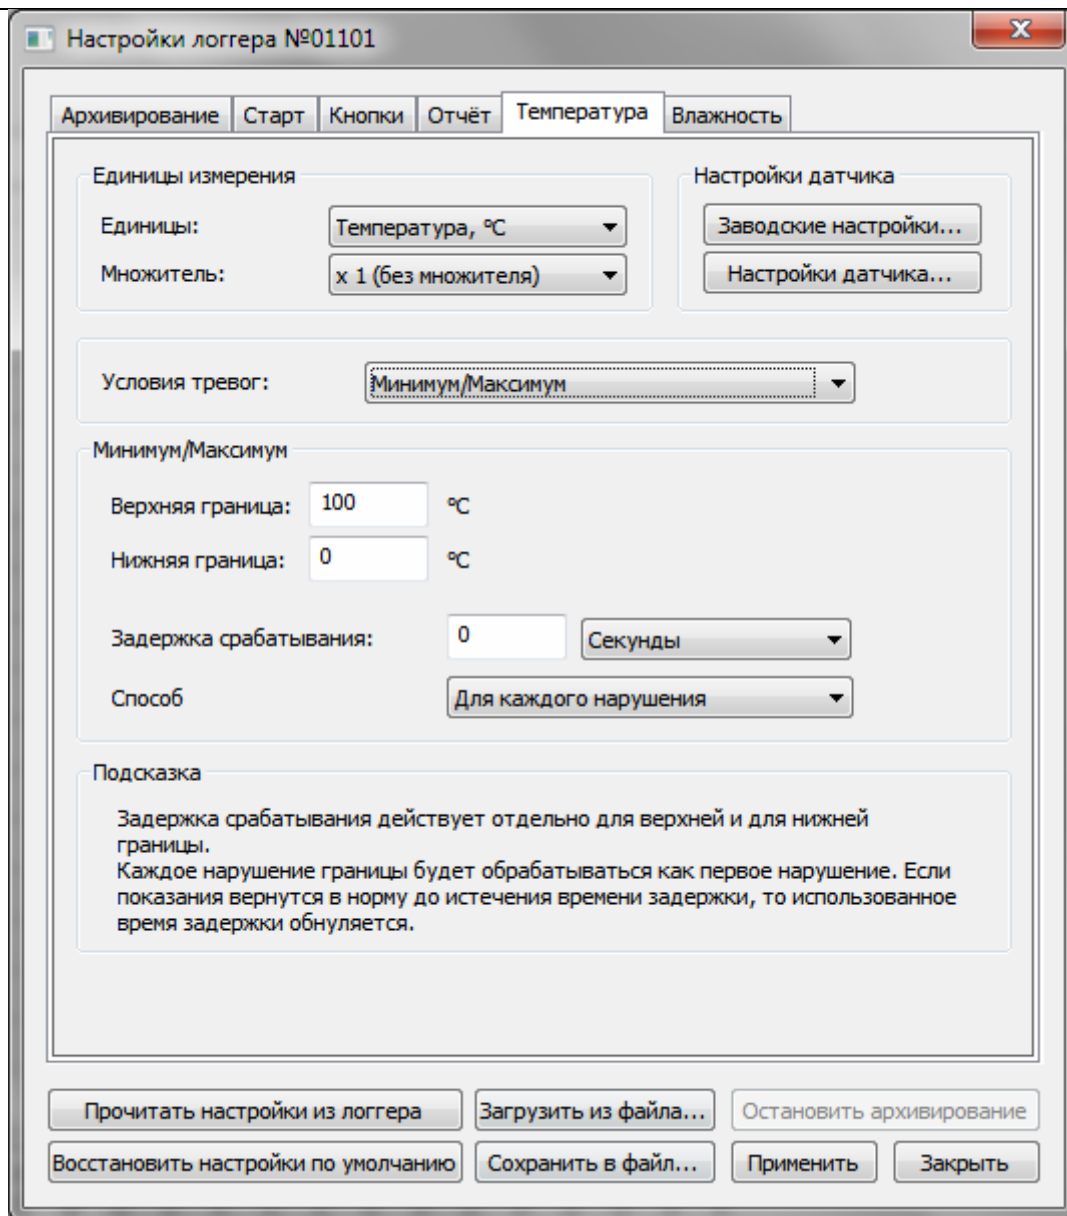 Настройки логгера №01101
Архивирование Старт Кнопки Отчёт Температура Влажность
Единицы измерения
Единицы: Температура, °C
Множитель: x 1 (без множителя)
Настройки датчика
Заводские настройки...
Настройки датчика...
Условия тревог: Минимум/Максимум
Минимум/Максимум
Верхняя граница: 100 °C
Нижняя граница: 0 °C
Задержка срабатывания: 0 Секунды
Способ Для каждого нарушения
Подсказка
Задержка срабатывания действует отдельно для верхней и для нижней
границы.
Каждое нарушение границы будет обрабатываться как первое нарушение. Если
показания вернутся в норму до истечения времени задержки, то использованное
время задержки обнуляется.
Прочитать настройки из логгера Загрузить из файла... Остановить архивирование
Восстановить настройки по умолчанию Сохранить в файл... Применить Закрыть